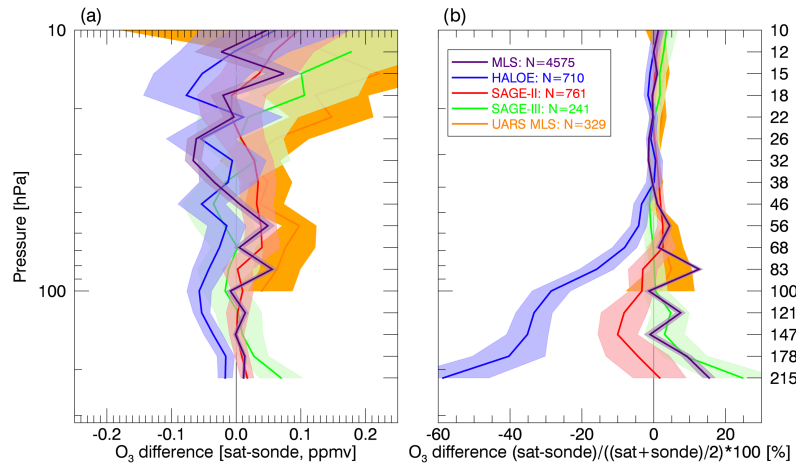 (a)
(b)
10
100
Pressure [hPa]
-0.2
-0.1
0.0
0.1
0.2
O3 difference [sat-sonde, ppmv]
MLS: N=4575
HALOE: N=710
SAGE-II: N=761
SAGE-III: N=241
UARS MLS: N=329
10
12
15
18
22
26
32
38
46
56
68
83
100
121
147
178
215
-60
-40
-20
0
20
O3 difference (sat-sonde)/((sat+sonde)/2)*100 [%]